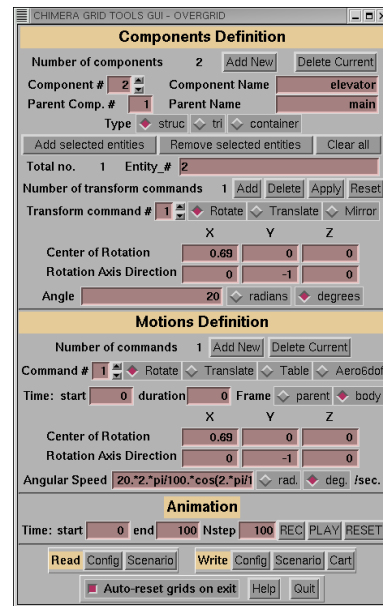 CHIMERA GRID TOOLS GUI - OVERGRID
Components Definition
Number of components 2 Add New Delete Current
Component # 2 Component Name elevator
Parent Comp. # 1 Parent Name main
Type struc tri container
Add selected entities Remove selected entities Clear all
Total no. 1 Entity_# 2
Number of transform commands 1 Add Delete Apply Reset
Transform command # 1 Rotate Translate Mirror
X Y Z
Center of Rotation 0.69 0 0
Rotation Axis Direction 0 -1 0
Angle 20 radians degrees
Motions Definition
Number of commands 1 Add New Delete Current
Command # 1 Rotate Translate Table Aero6dof
Time: start 0 duration 0 Frame parent body
X Y Z
Center of Rotation 0.69 0 0
Rotation Axis Direction 0 -1 0
Angular Speed 20.*2.*pi/100.*cos(2.*pi/1 rad. deg. /sec.
Animation
Time: start 0 end 100 Nstep 100 REC PLAY RESET
Read Config Scenario Write Config Scenario Cart
Auto-reset grids on exit Help Quit